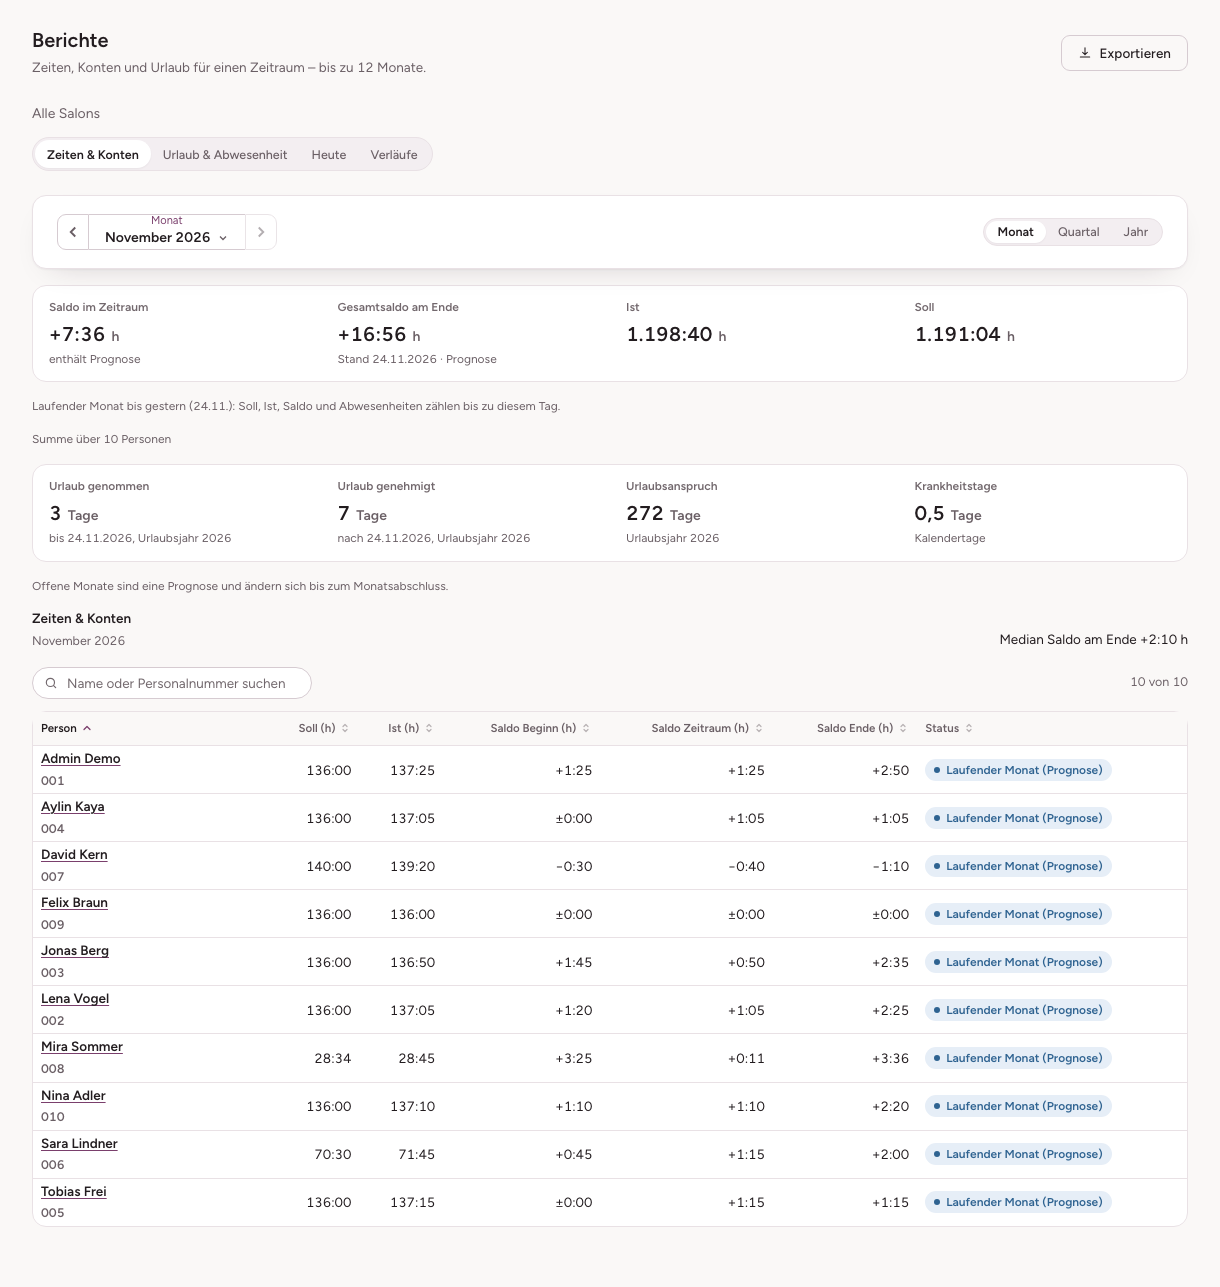 Berichte
Zeiten, Konten und Urlaub für einen Zeitraum – bis zu 12 Monate.
Exportieren
Alle Salons
Zeiten & Konten Urlaub & Abwesenheit Heute Verläufe
Monat
November 2026
Monat Quartal Jahr
Saldo im Zeitraum Gesamtsaldo am Ende Ist Soll
+7:36 h +16:56 h 1.198:40 h 1.191:04 h
enthält Prognose Stand 24.11.2026 · Prognose
Laufender Monat bis gestern (24.11.): Soll, Ist, Saldo und Abwesenheiten zählen bis zu diesem Tag.
Summe über 10 Personen
Urlaub genommen Urlaub genehmigt Urlaubsanspruch Krankheitstage
3 Tage 7 Tage 272 Tage 0,5 Tage
bis 24.11.2026, Urlaubsjahr 2026 nach 24.11.2026, Urlaubsjahr 2026 Urlaubsjahr 2026 Kalendertage
Offene Monate sind eine Prognose und ändern sich bis zum Monatsabschluss.
Zeiten & Konten
November 2026
Median Saldo am Ende +2:10 h
Name oder Personalnummer suchen
10 von 10
Person Soll (h) Ist (h) Saldo Beginn (h) Saldo Zeitraum (h) Saldo Ende (h) Status
Admin Demo
001
136:00 137:25 +1:25 +1:25 +2:50 Laufender Monat (Prognose)
Aylin Kaya
004
136:00 137:05 ±0:00 +1:05 +1:05 Laufender Monat (Prognose)
David Kern
007
140:00 139:20 −0:30 −0:40 −1:10 Laufender Monat (Prognose)
Felix Braun
009
136:00 136:00 ±0:00 ±0:00 ±0:00 Laufender Monat (Prognose)
Jonas Berg
003
136:00 136:50 +1:45 +0:50 +2:35 Laufender Monat (Prognose)
Lena Vogel
002
136:00 137:05 +1:20 +1:05 +2:25 Laufender Monat (Prognose)
Mira Sommer
008
28:34 28:45 +3:25 +0:11 +3:36 Laufender Monat (Prognose)
Nina Adler
010
136:00 137:10 +1:10 +1:10 +2:20 Laufender Monat (Prognose)
Sara Lindner
006
70:30 71:45 +0:45 +1:15 +2:00 Laufender Monat (Prognose)
Tobias Frei
005
136:00 137:15 ±0:00 +1:15 +1:15 Laufender Monat (Prognose)